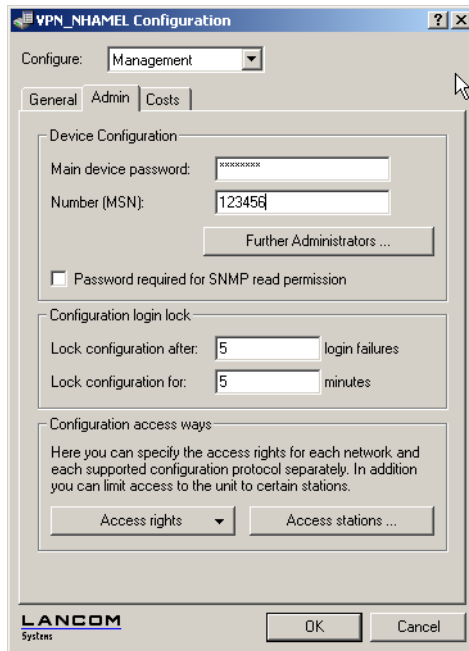 VPN_NHAMEL Configuration
Configure: Management
General Admin Costs
Device Configuration
Main device password: ********
Number (MSN): 123456
Further Administrators ...
Password required for SNMP read permission
Configuration login lock
Lock configuration after: 5 login failures
Lock configuration for: 5 minutes
Configuration access ways
Here you can specify the access rights for each network and
each supported configuration protocol separately. In addition
you can limit access to the unit to certain stations.
Access rights Access stations ...
LANCOM
Systems
OK Cancel